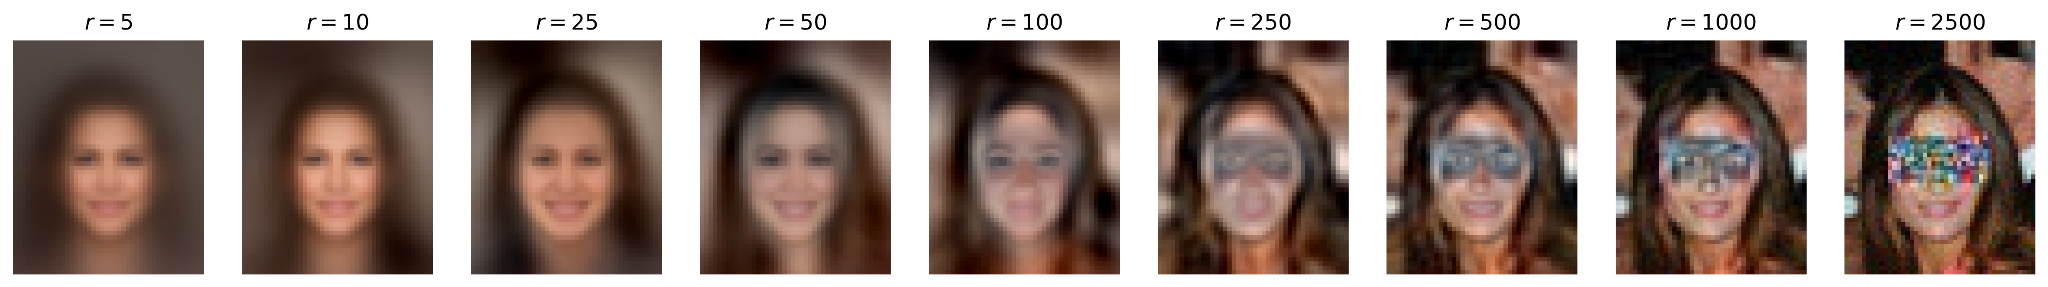 r = 5 r = 10 r = 25 r = 50 r = 100 r = 250 r = 500 r = 1000 r = 2500